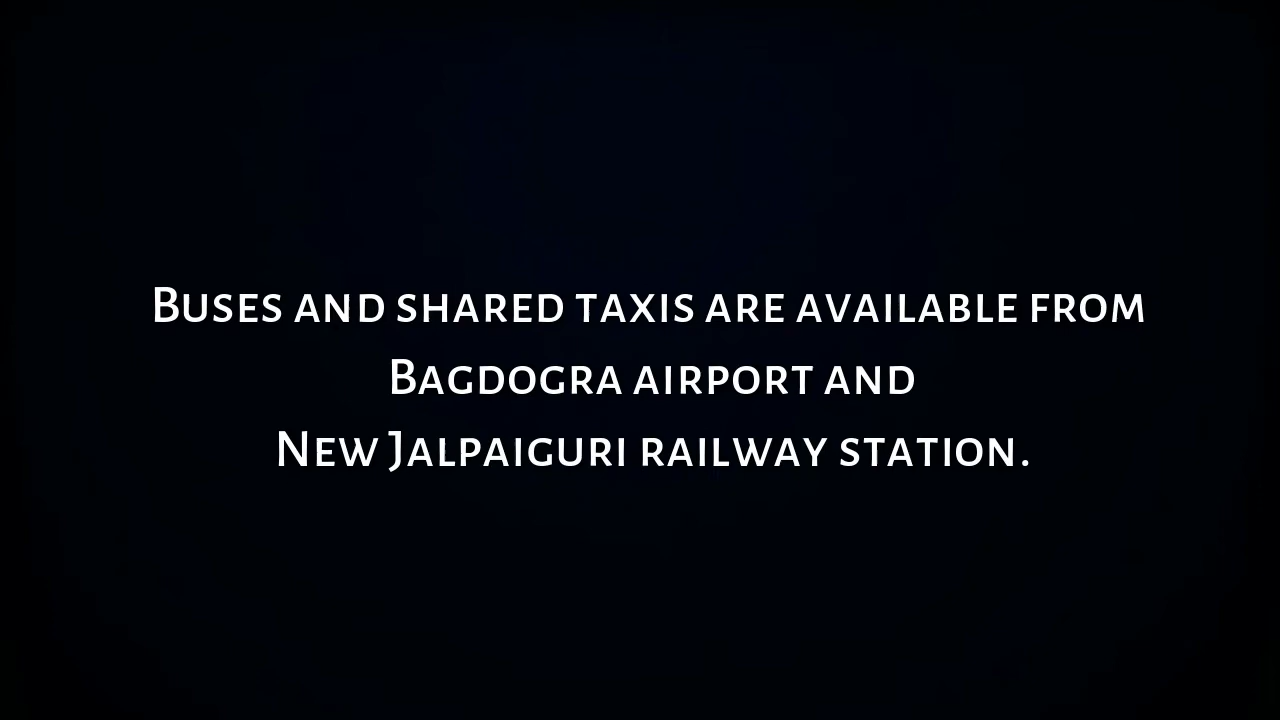 Buses and shared taxis are available from
Bagdogra airport and
New Jalpaiguri railway station.